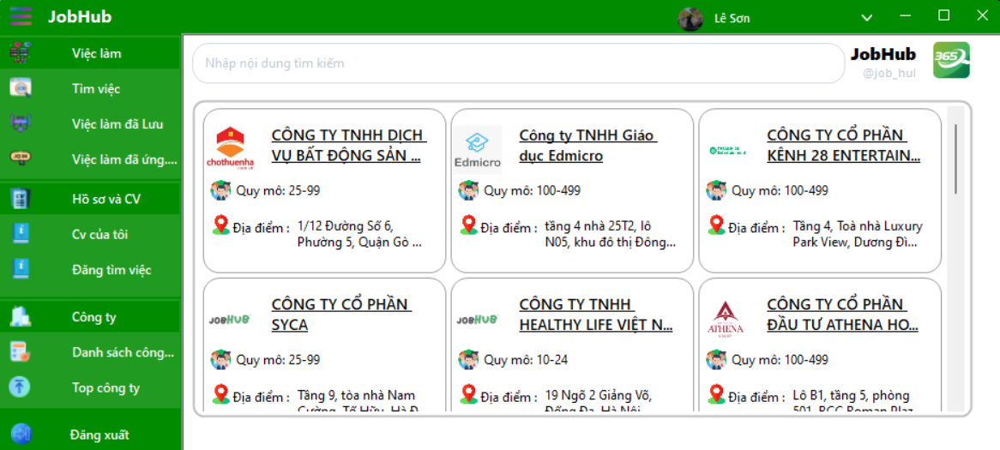 JobHub
Lê Sơn
Việc làm
Tìm việc
Việc làm đã Lưu
Việc làm đã ứng....
Hồ sơ và CV
Cv của tôi
Đăng tìm việc
Công ty
Danh sách công...
Top công ty
Đăng xuất
Nhập nội dung tìm kiếm
JobHub
@job_hul
365
chothuenha
CÔNG TY TNHH DỊCH
VỤ BẤT ĐỘNG SẢN ...
Quy mô: 25-99
Địa điểm : 1/12 Đường Số 6,
Phường 5, Quận Gò ...
Edmicro
Công ty TNHH Giáo
dục Edmicro
Quy mô: 100-499
Địa điểm : tầng 4 nhà 25T2, lô
N05, khu đô thị Đông...
CÔNG TY CỔ PHẦN
KÊNH 28 ENTERTAIN...
Quy mô: 100-499
Địa điểm : Tầng 4, Toà nhà Luxury
Park View, Dương Đì...
JOBHUB
CÔNG TY CỔ PHẦN
SYCA
Quy mô: 25-99
Địa điểm : Tầng 9, tòa nhà Nam
Cường, Tố Hữu, Hà Đ
JOBHUB
CÔNG TY TNHH
HEALTHY LIFE VIỆT N...
Quy mô: 10-24
Địa điểm : 19 Ngõ 2 Giảng Võ,
Đống Đa, Hà Nội
ATHENA
CÔNG TY CỔ PHẦN
ĐẦU TƯ ATHENA HO...
Quy mô: 100-499
Địa điểm : Lô B1, tầng 5, phòng
501, BCC Roman Plaz